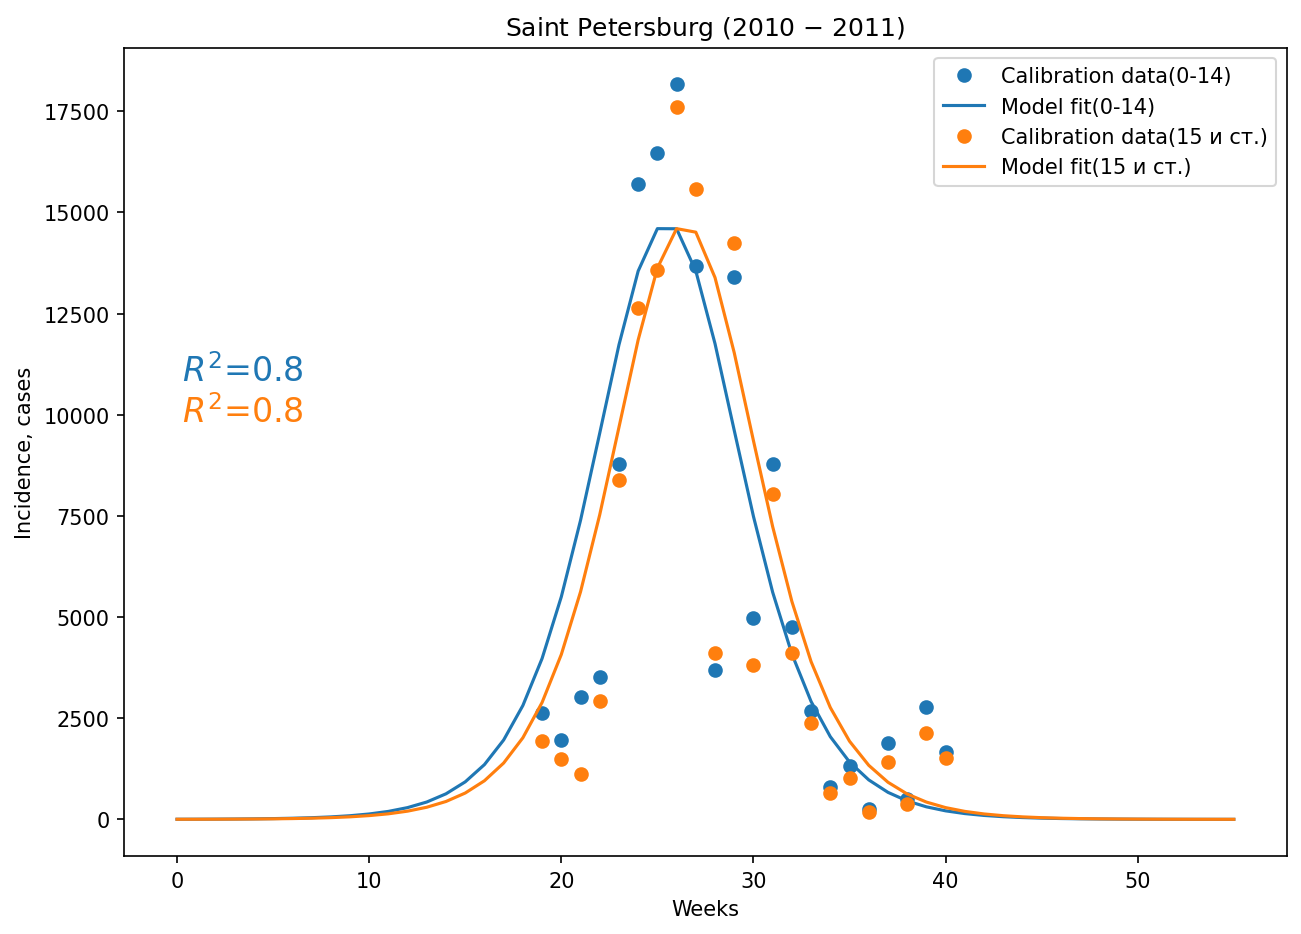 Saint Petersburg (2010 − 2011)
Calibration data(0-14)
Model fit(0-14)
Calibration data(15 и ст.)
Model fit(15 и ст.)
R²=0.8
R²=0.8
Incidence, cases
17500
15000
12500
10000
7500
5000
2500
0
0 10 20 30 40 50
Weeks